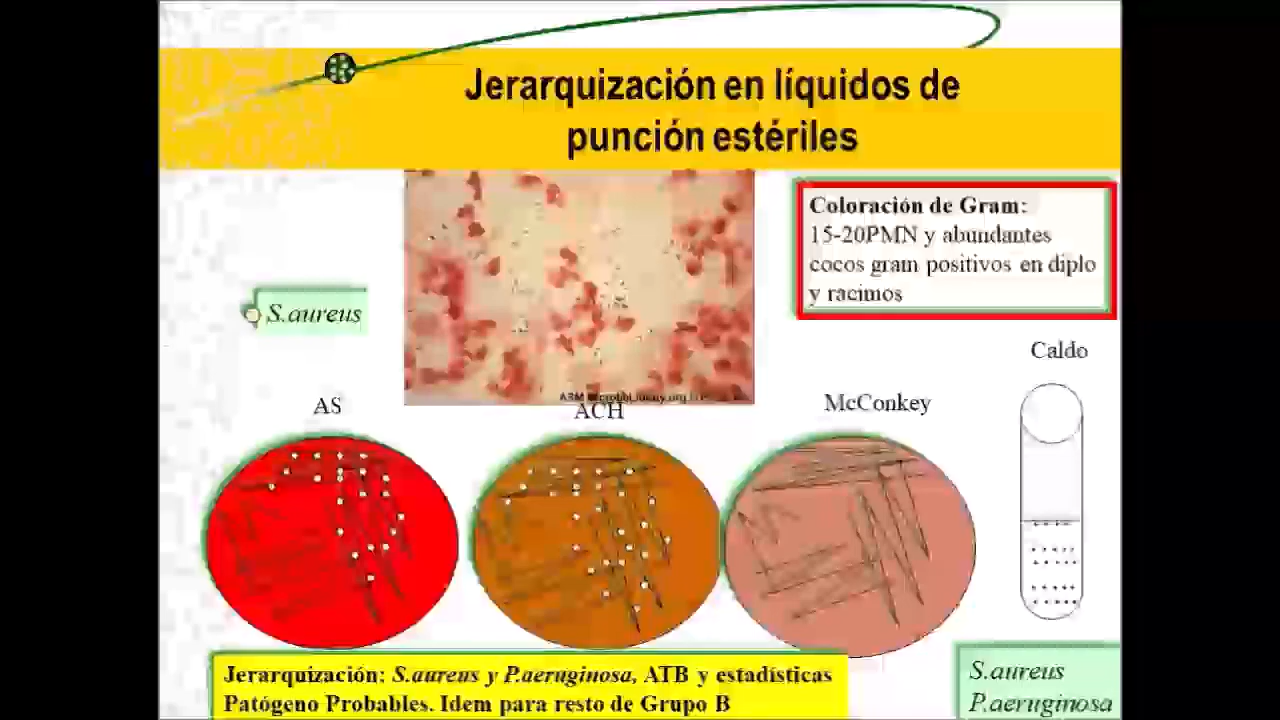 Jerarquización en líquidos de
punción estériles
Coloración de Gram:
15-20PMN y abundantes
cocos gram positivos en diplo
y racimos
S.aureus
Caldo
AS
ACH
McConkey
Jerarquización: S.aureus y P.aeruginosa, ATB y estadísticas
Patógeno Probables. Idem para resto de Grupo B
S.aureus
P.aeruginosa